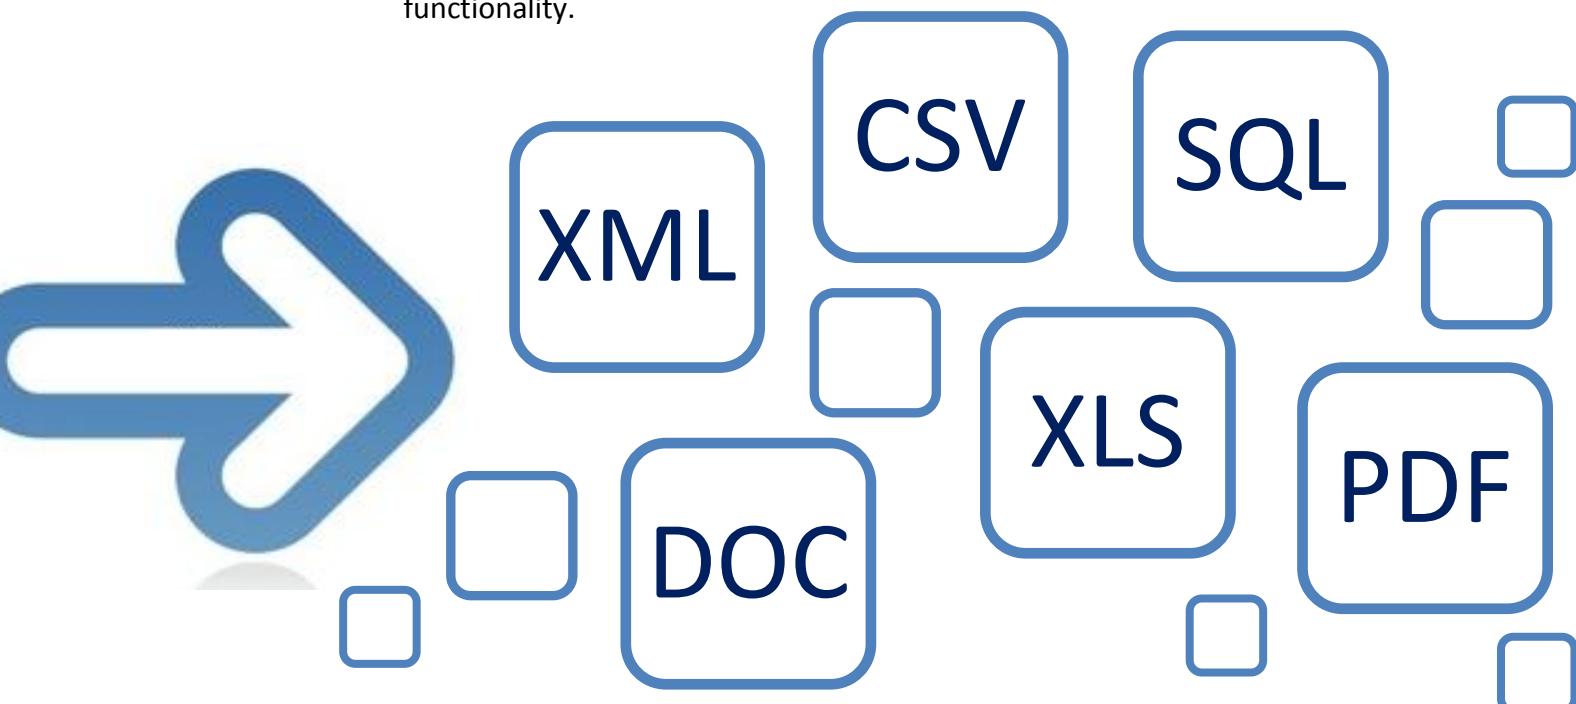 functionality.
CSV
SQL
XML
XLS
PDF
DOC